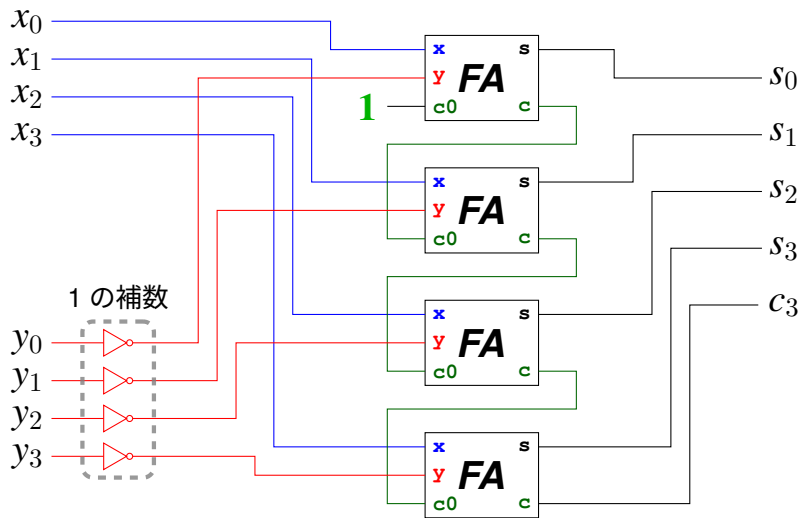 x0
x1
x2
x3
1 の補数
y0
y1
y2
y3
x s
y FA
1 c0 c
x s
y FA
c0 c
x s
y FA
c0 c
x s
y FA
c0 c
s0
s1
s2
s3
c3